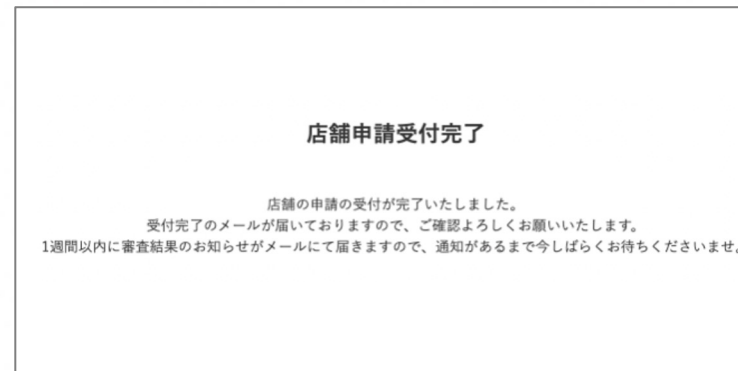 店舗申請受付完了
店舗の申請の受付が完了いたしました。
受付完了のメールが届いておりますので、ご確認よろしくお願いいたします。
1週間以内に審査結果のお知らせがメールにて届きますので、通知があるまで今しばらくお待ちくださいませ。